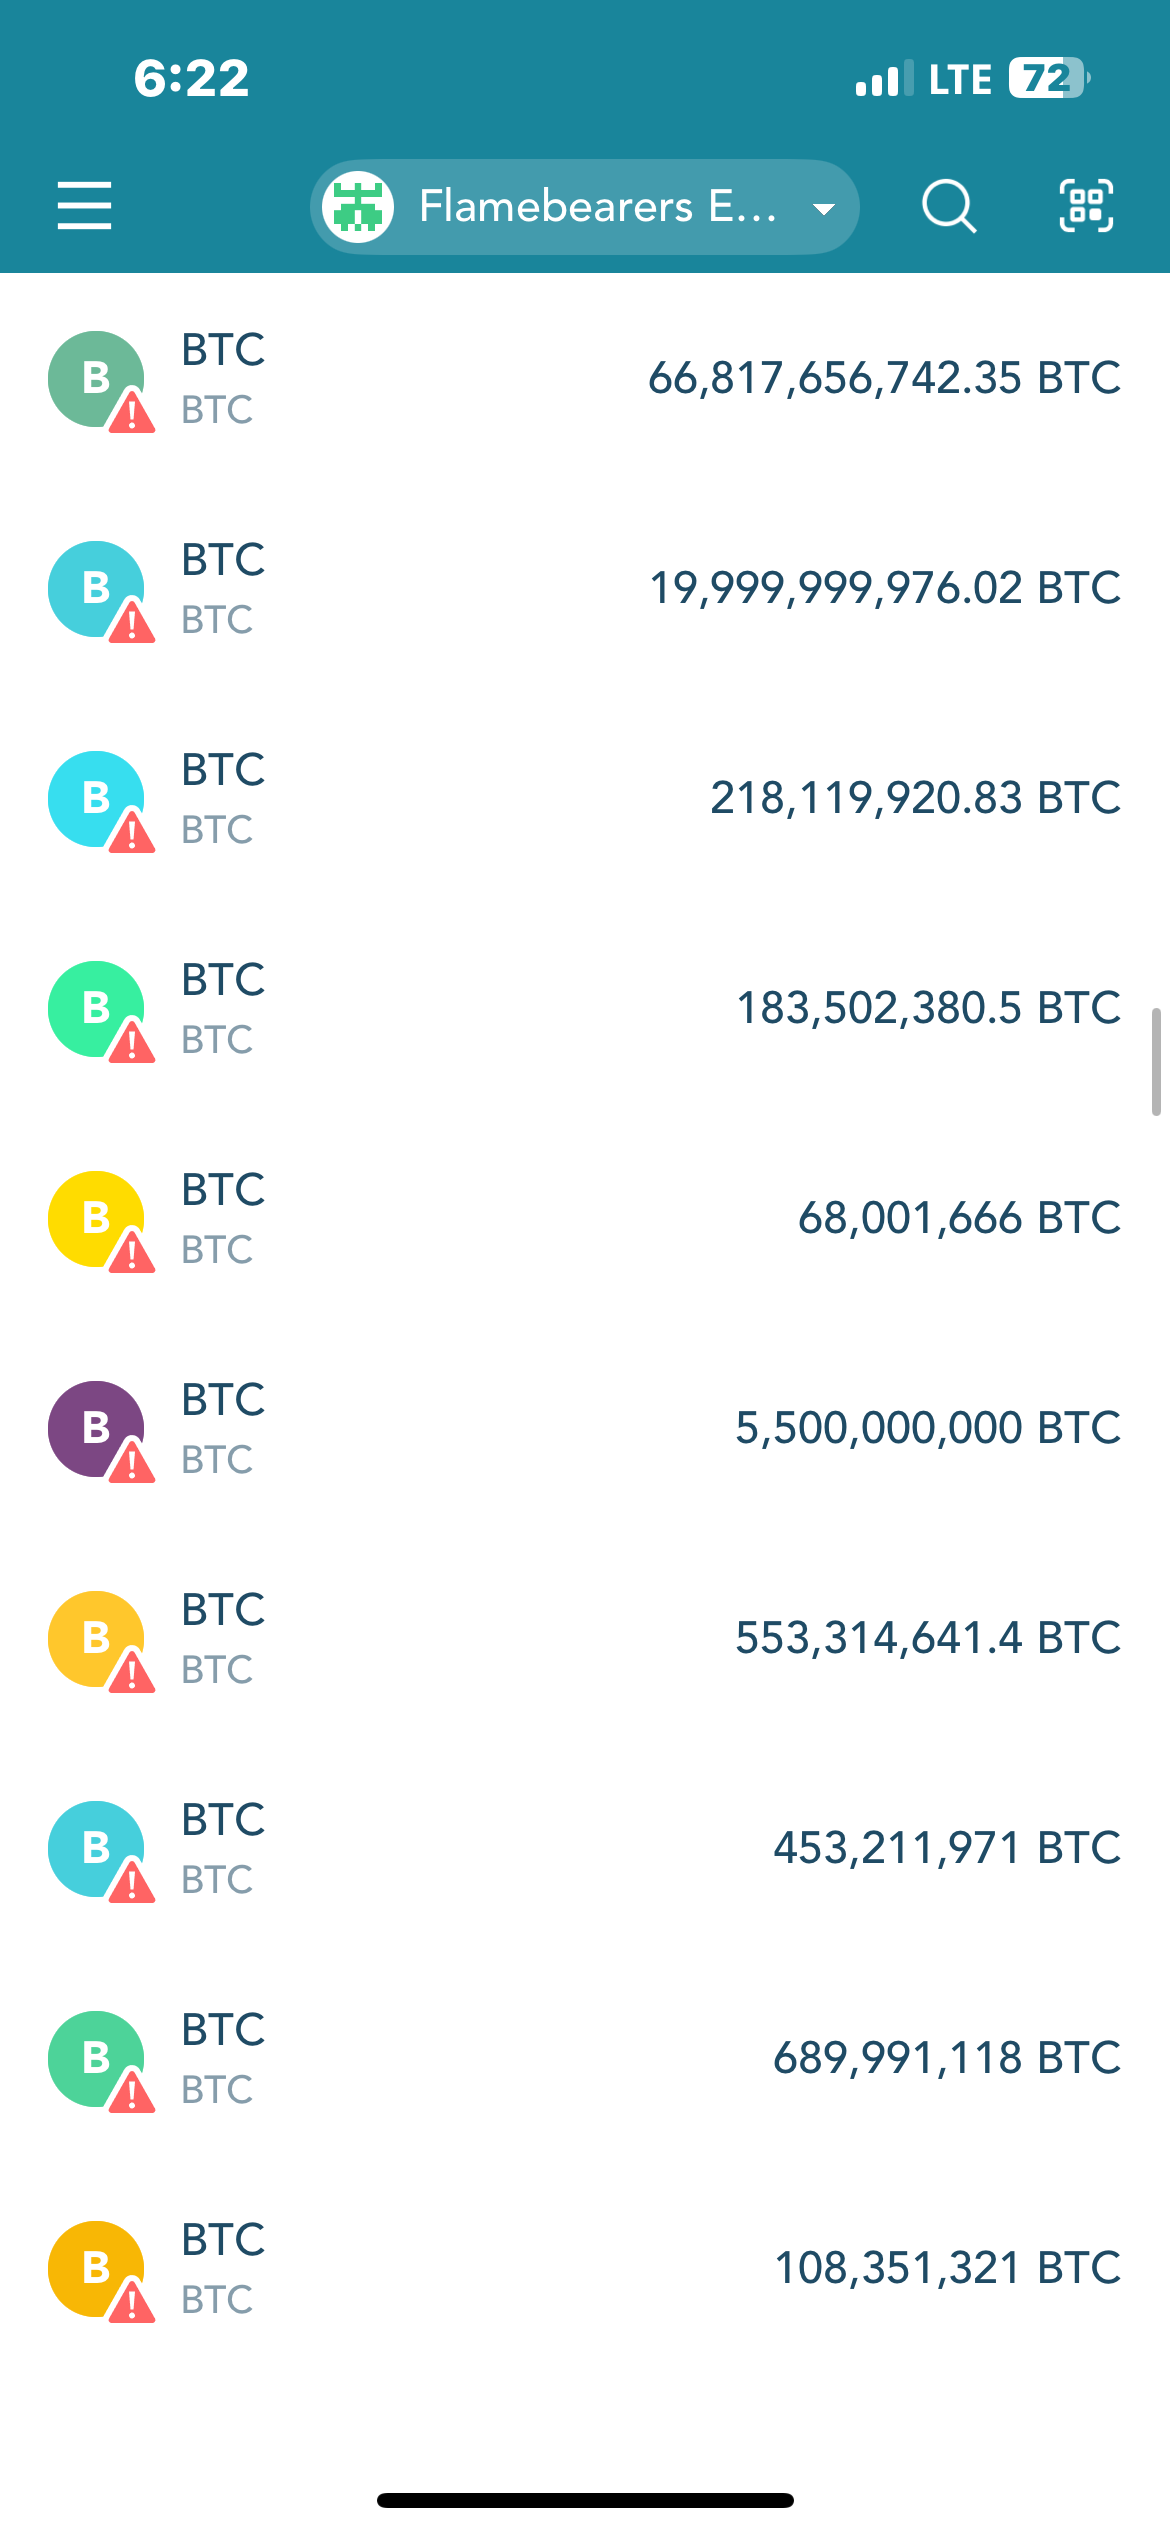 6:22
LTE 72
Flamebearers E...
B BTC
BTC
66,817,656,742.35 BTC
B BTC
BTC
19,999,999,976.02 BTC
B BTC
BTC
218,119,920.83 BTC
B BTC
BTC
183,502,380.5 BTC
B BTC
BTC
68,001,666 BTC
B BTC
BTC
5,500,000,000 BTC
B BTC
BTC
553,314,641.4 BTC
B BTC
BTC
453,211,971 BTC
B BTC
BTC
689,991,118 BTC
B BTC
BTC
108,351,321 BTC